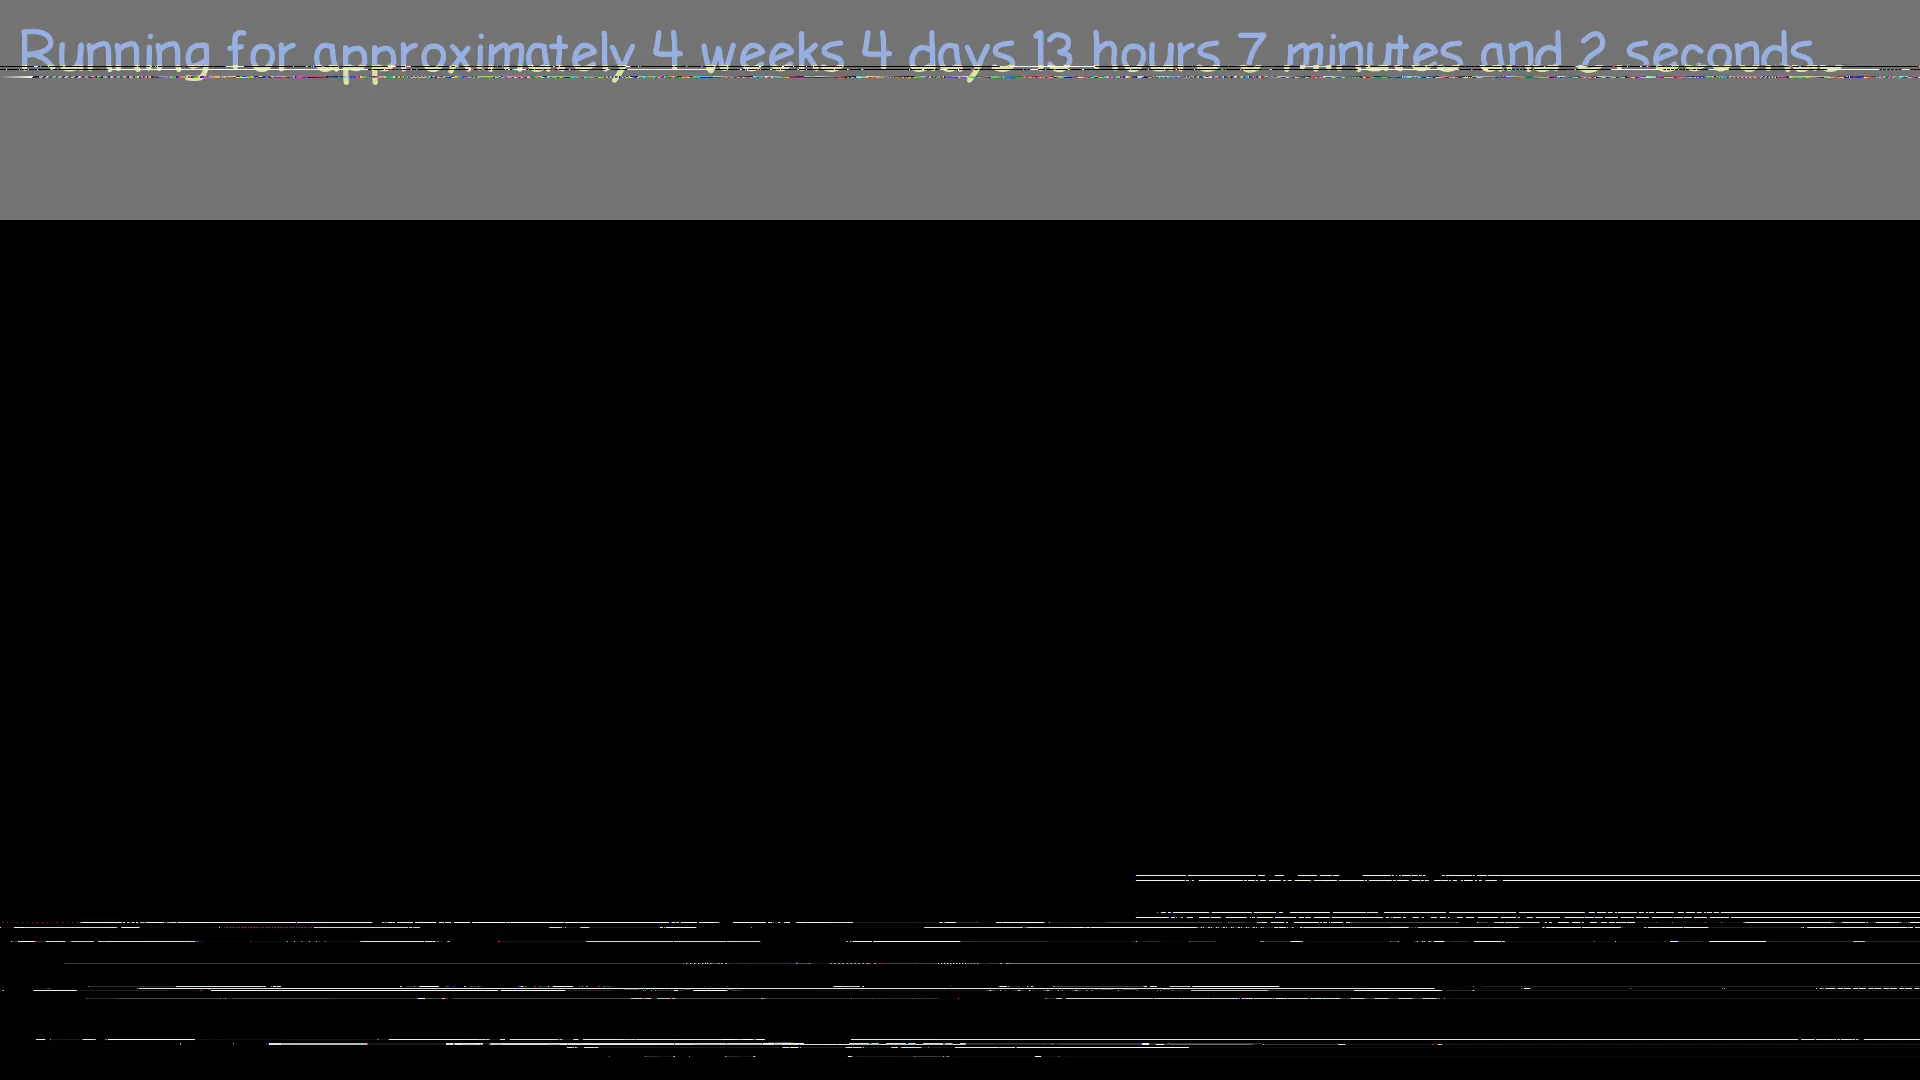 Running for approximately 4 weeks 4 days 13 hours 7 minutes and 2 seconds.